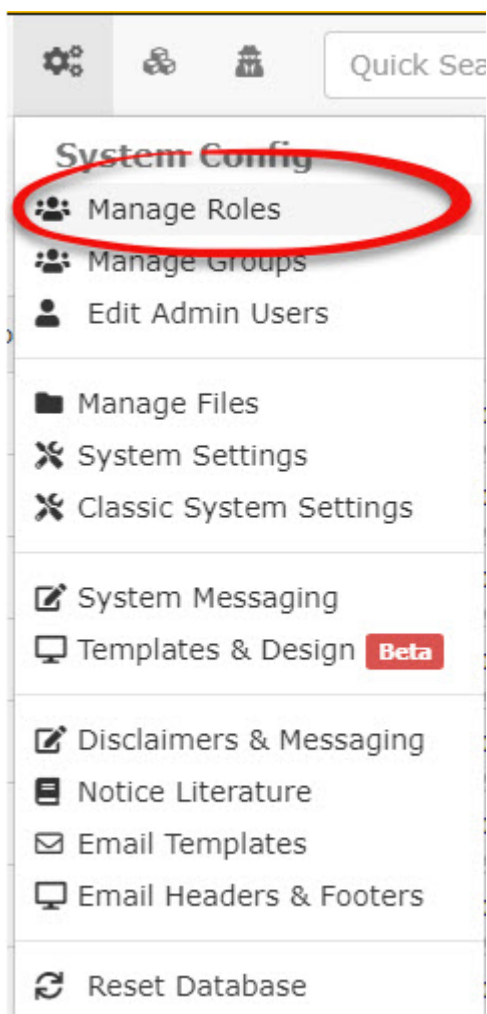 Quick Sea
System Config
Manage Roles
Manage Groups
Edit Admin Users
Manage Files
System Settings
Classic System Settings
System Messaging
Templates & Design Beta
Disclaimers & Messaging
Notice Literature
Email Templates
Email Headers & Footers
Reset Database